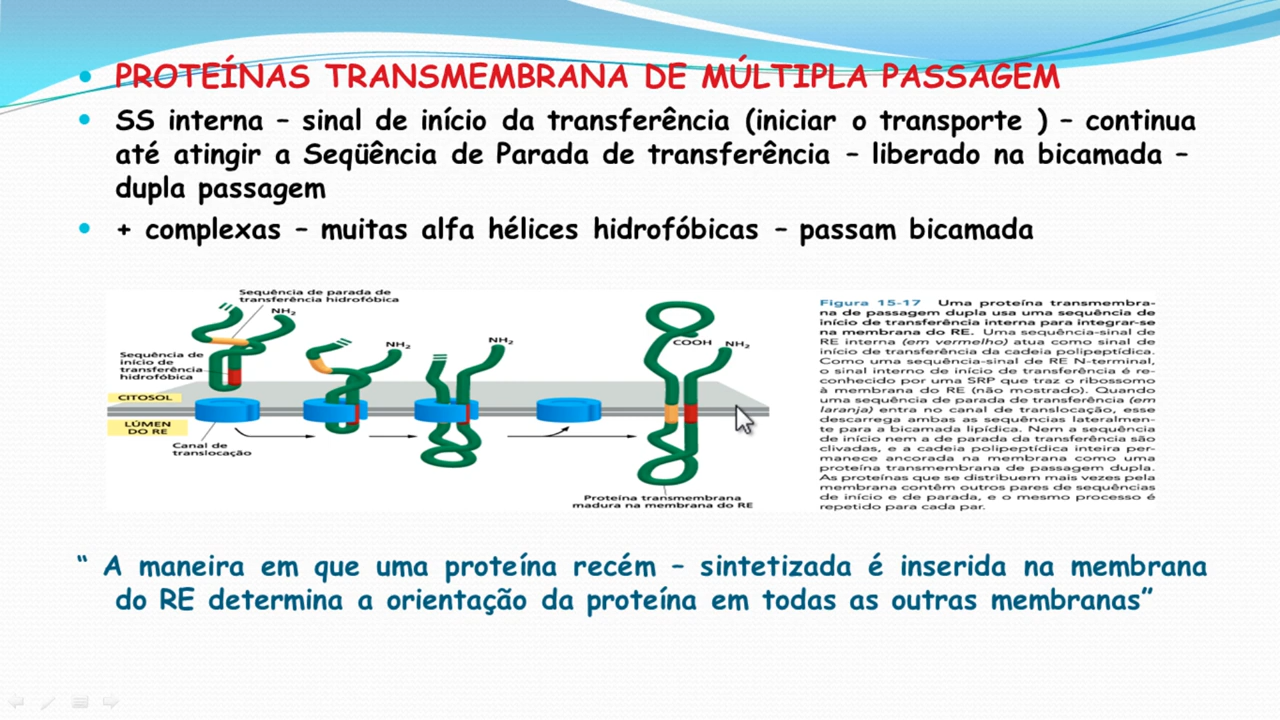 PROTEÍNAS TRANSMEMBRANA DE MÚLTIPLA PASSAGEM
SS interna – sinal de início da transferência (iniciar o transporte ) – continua
até atingir a Seqüência de Parada de transferência – liberado na bicamada –
dupla passagem
+ complexas – muitas alfa hélices hidrofóbicas – passam bicamada
Sequência de parada de
transferência hidrofóbica
NH2
NH2
NH2
COOH
NH2
Sequência de
início de
transferência
hidrofóbica
CITOSOL
LÚMEN
DO RE
Canal de
translocação
Proteína transmembrana
madura na membrana do RE
Figura 15-17 Uma proteína transmembra-
na de passagem dupla usa uma sequência de
início de transferência interna para integrar-se
na membrana do RE. Uma sequência-sinal de
RE interna (em vermelho) atua como sinal de
início de transferência da cadeia polipeptídica.
Como uma sequência-sinal de RE N-terminal,
o sinal interno de início de transferência é re-
conhecido por uma SRP que traz o ribossomo
à membrana do RE (não mostrado). Quando
uma sequência de parada de transferência (em
laranja) entra no canal de translocação, esse
descarrega ambas as sequências lateralmen-
te para a bicamada lipídica. Nem a sequência
de início nem a de parada da transferência são
clivadas, e a cadeia polipeptídica inteira per-
manece ancorada na membrana como uma
proteína transmembrana de passagem dupla.
As proteínas que se distribuem mais vezes pela
membrana contêm outros pares de sequências
de início e de parada, e o mesmo processo é
repetido para cada par.
“ A maneira em que uma proteína recém – sintetizada é inserida na membrana
do RE determina a orientação da proteína em todas as outras membranas”